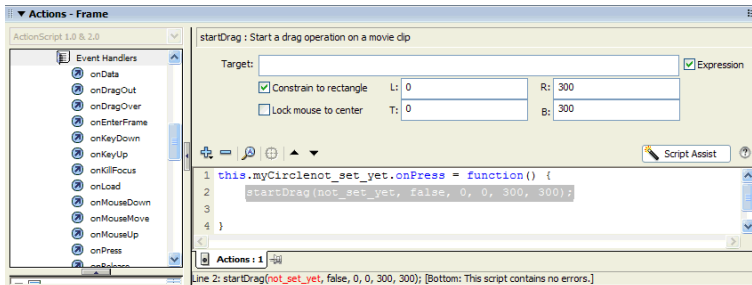 Actions - Frame
ActionScript 1.0 & 2.0
Event Handlers
onData
onDragOut
onDragOver
onEnterFrame
onKeyDown
onKeyUp
onKillFocus
onLoad
onMouseDown
onMouseMove
onMouseUp
onPress
onRelease
startDrag : Start a drag operation on a movie clip
Target: Expression
Constrain to rectangle L: 0 R: 300
Lock mouse to center T: 0 B: 300
Script Assist
1 this.myCirclenot_set_yet.onPress = function() {
2 startDrag(not_set_yet, false, 0, 0, 300, 300);
3
4 }
Actions : 1
Line 2: startDrag(not_set_yet, false, 0, 0, 300, 300); [Bottom: This script contains no errors.]